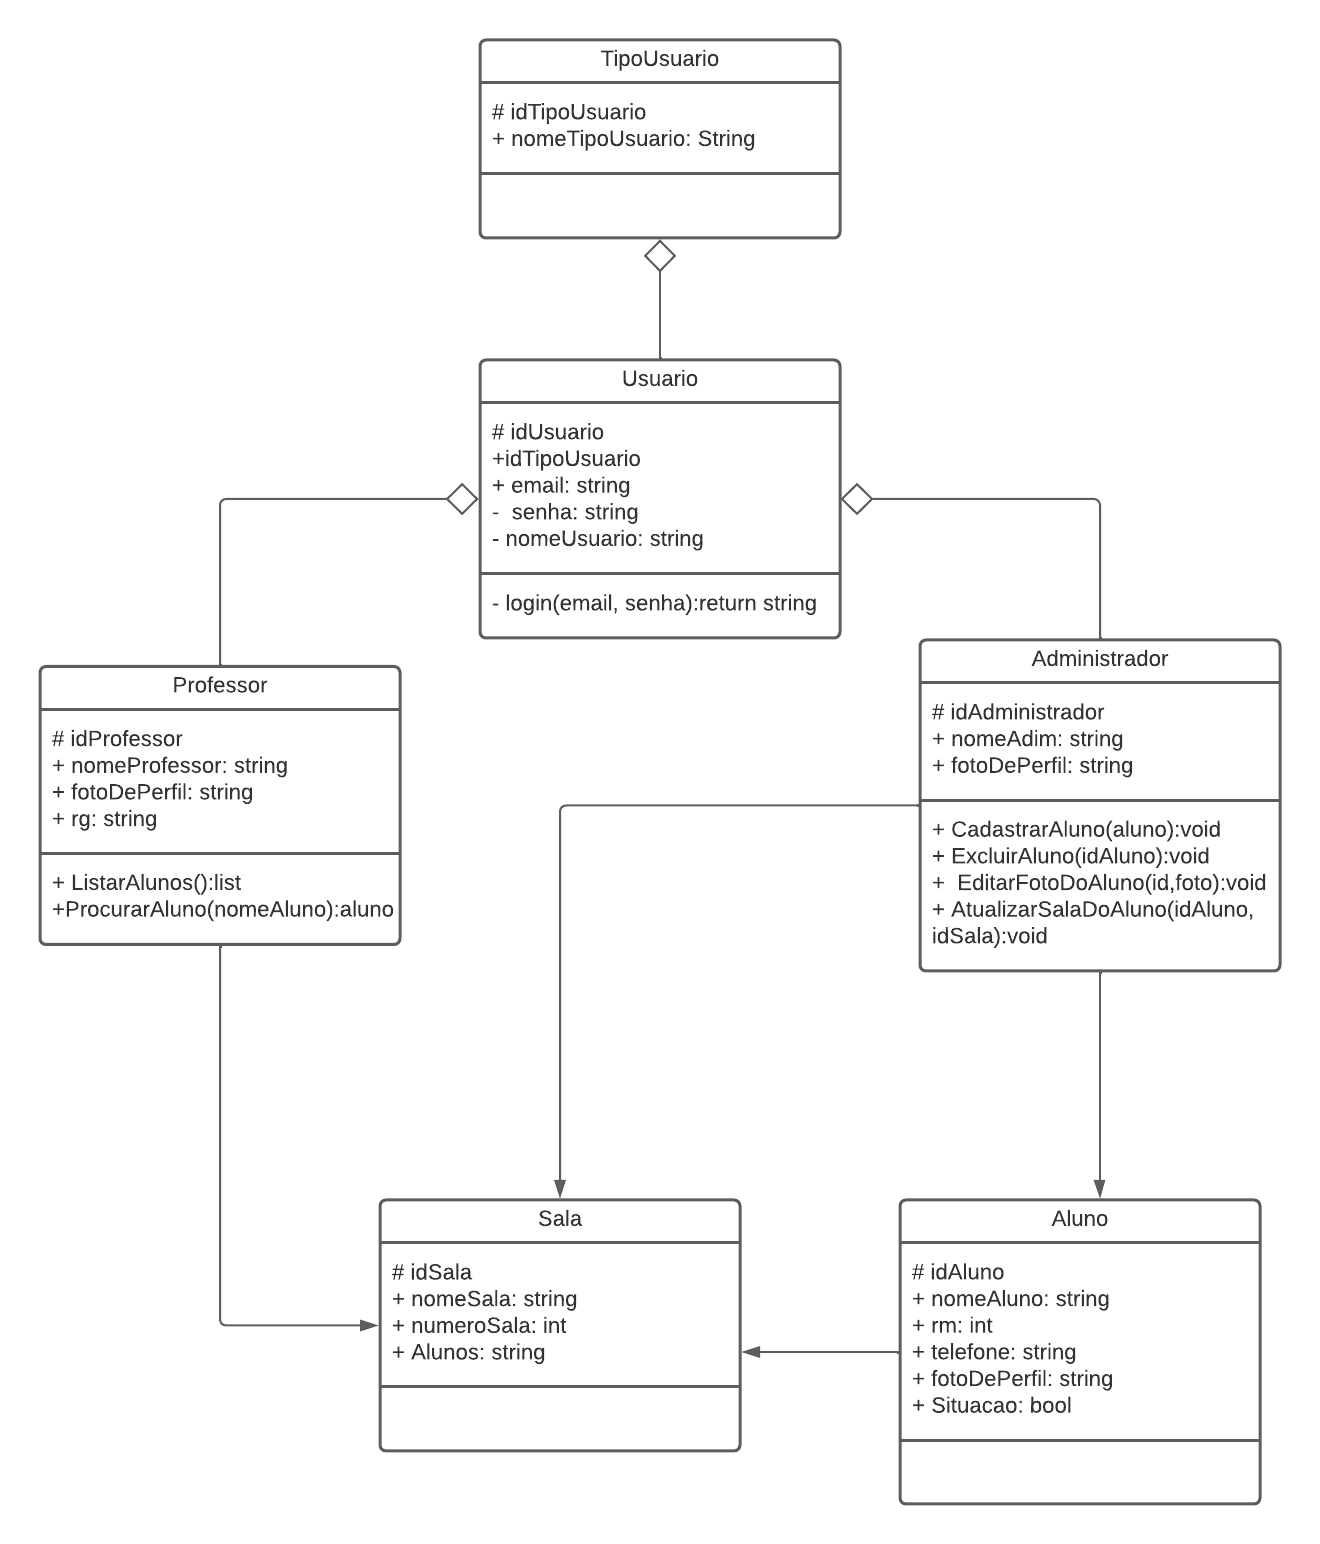 TipoUsuario
# idTipoUsuario
+ nomeTipoUsuario: String
Usuario
# idUsuario
+idTipoUsuario
+ email: string
-  senha: string
- nomeUsuario: string
- login(email, senha):return string
Professor
# idProfessor
+ nomeProfessor: string
+ fotoDePerfil: string
+ rg: string
+ ListarAlunos():list
+ProcurarAluno(nomeAluno):aluno
Administrador
# idAdministrador
+ nomeAdim: string
+ fotoDePerfil: string
+ CadastrarAluno(aluno):void
+ ExcluirAluno(idAluno):void
+  EditarFotoDoAluno(id,foto):void
+ AtualizarSalaDoAluno(idAluno,
idSala):void
Sala
# idSala
+ nomeSala: string
+ numeroSala: int
+ Alunos: string
Aluno
# idAluno
+ nomeAluno: string
+ rm: int
+ telefone: string
+ fotoDePerfil: string
+ Situacao: bool